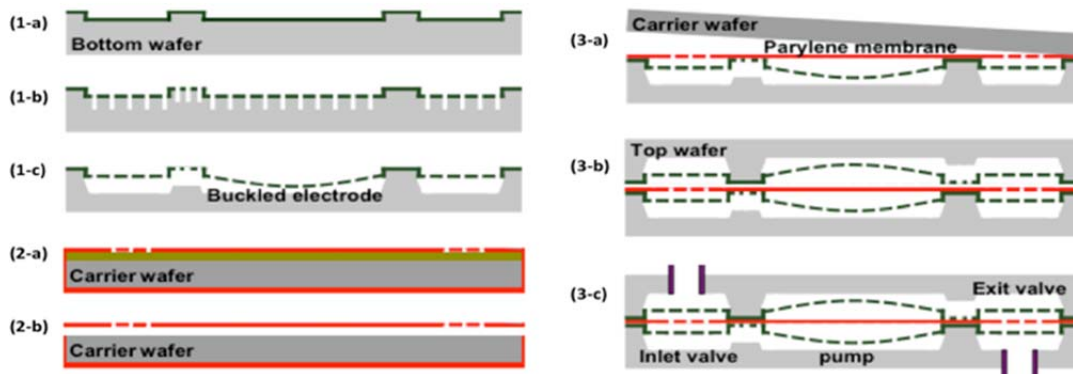 (1-a)
Bottom wafer
(1-b)
(1-c)
Buckled electrode
(2-a)
Carrier wafer
(2-b)
Carrier wafer
Carrier wafer
(3-a)
Parylene membrane
Top wafer
(3-b)
(3-c)
Exit valve
Inlet valve
pump